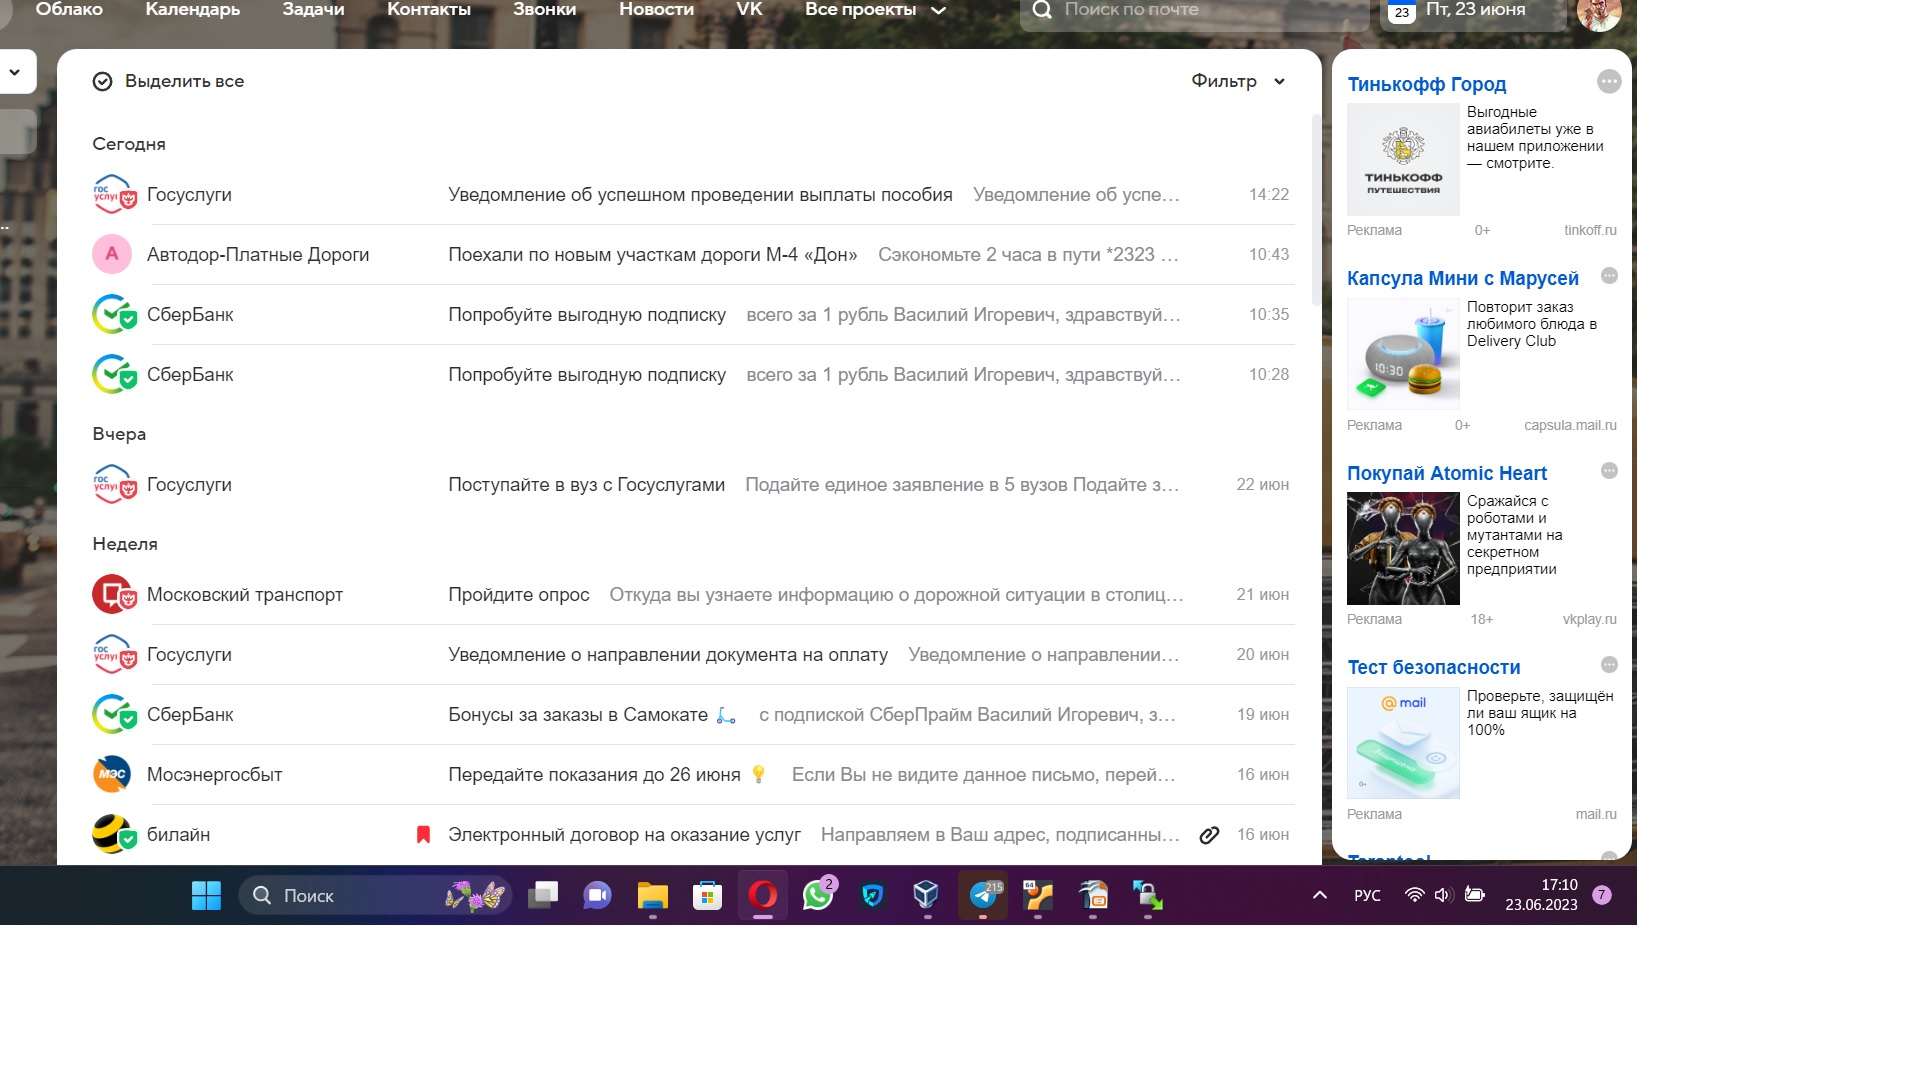 Облако Календарь Задачи Контакты Звонки Новости VK Все проекты
Поиск по почте
23 Пт, 23 июня
Выделить все
Фильтр
Сегодня
Госуслуги Уведомление об успешном проведении выплаты пособия Уведомление об успе... 14:22
А Автодор-Платные Дороги Поехали по новым участкам дороги М-4 «Дон» Сэкономьте 2 часа в пути *2323 ... 10:43
СберБанк Попробуйте выгодную подписку всего за 1 рубль Василий Игоревич, здравствуй... 10:35
СберБанк Попробуйте выгодную подписку всего за 1 рубль Василий Игоревич, здравствуй... 10:28
Вчера
Госуслуги Поступайте в вуз с Госуслугами Подайте единое заявление в 5 вузов Подайте з... 22 июн
Неделя
Московский транспорт Пройдите опрос Откуда вы узнаете информацию о дорожной ситуации в столиц... 21 июн
Госуслуги Уведомление о направлении документа на оплату Уведомление о направлении... 20 июн
СберБанк Бонусы за заказы в Самокате 🛴 с подпиской СберПрайм Василий Игоревич, з... 19 июн
МЭС Мосэнергосбыт Передайте показания до 26 июня 💡 Если Вы не видите данное письмо, перей... 16 июн
билайн Электронный договор на оказание услуг Направляем в Ваш адрес, подписанны... 16 июн
Тинькофф Город
ТИНЬКОФФ
ПУТЕШЕСТВИЯ
Выгодные
авиабилеты уже в
нашем приложении
— смотрите.
Реклама 0+ tinkoff.ru
Капсула Мини с Марусей
10:30
Повторит заказ
любимого блюда в
Delivery Club
Реклама 0+ capsula.mail.ru
Покупай Atomic Heart
Сражайся с
роботами и
мутантами на
секретном
предприятии
Реклама 18+ vkplay.ru
Тест безопасности
@mail
Защищено
0+
Проверьте, защищён
ли ваш ящик на
100%
Реклама mail.ru
Поиск
2
215
64
РУС
17:10
23.06.2023
7